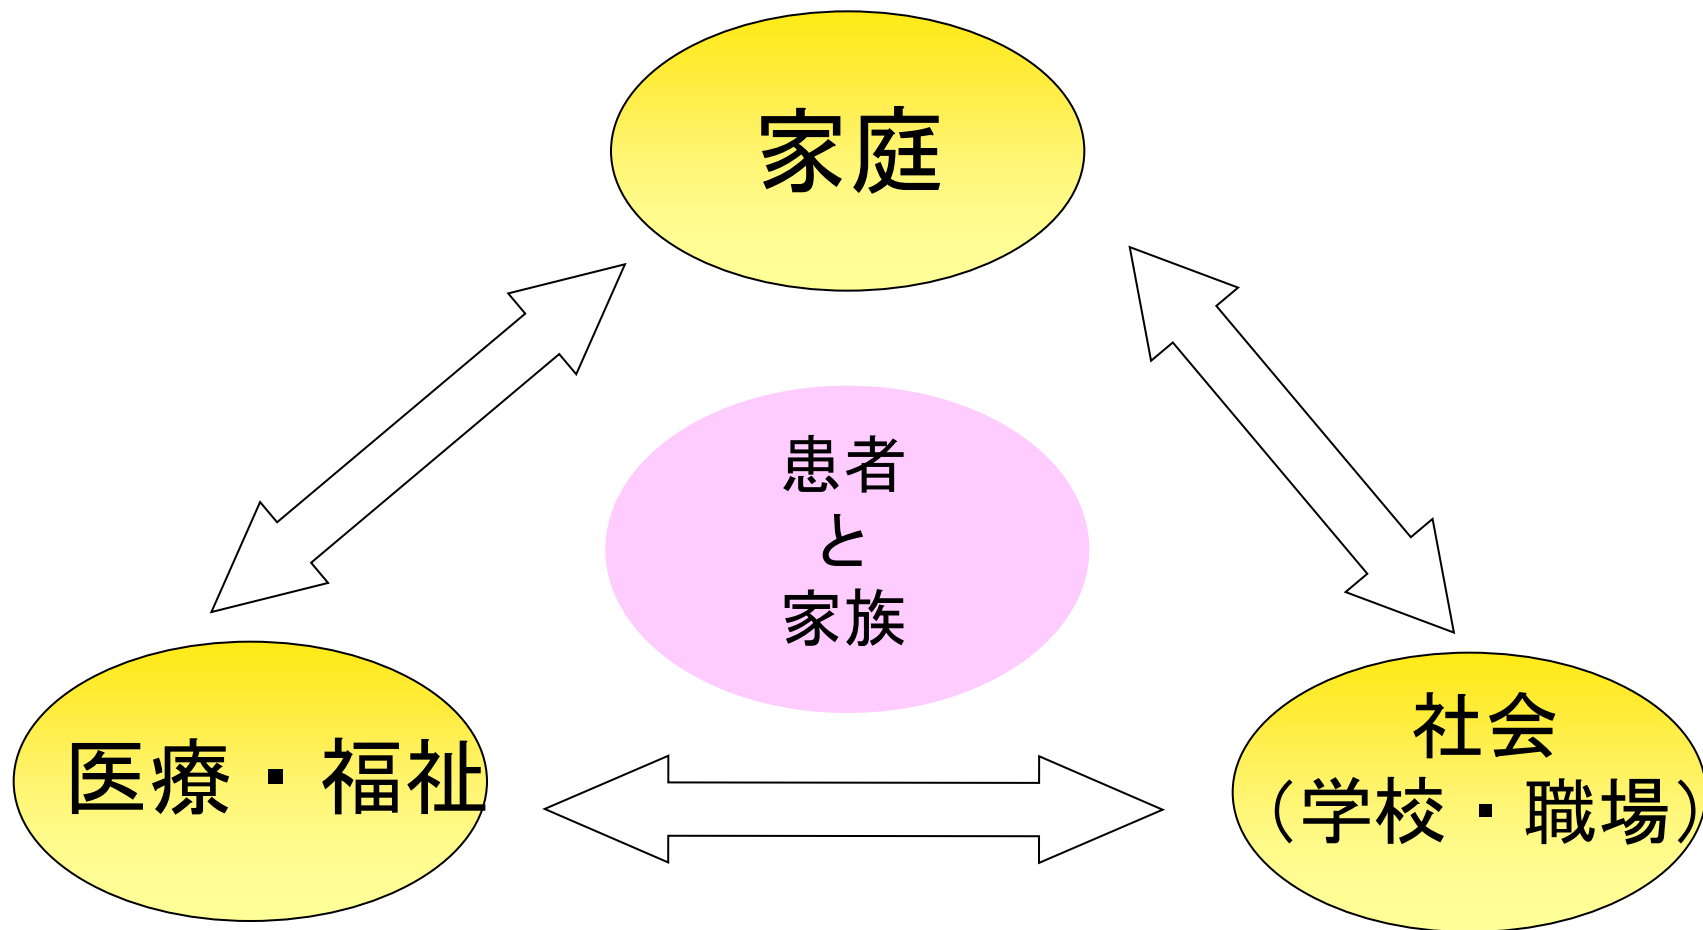 家庭
患者
と
家族
医療・福祉
社会
（学校・職場）